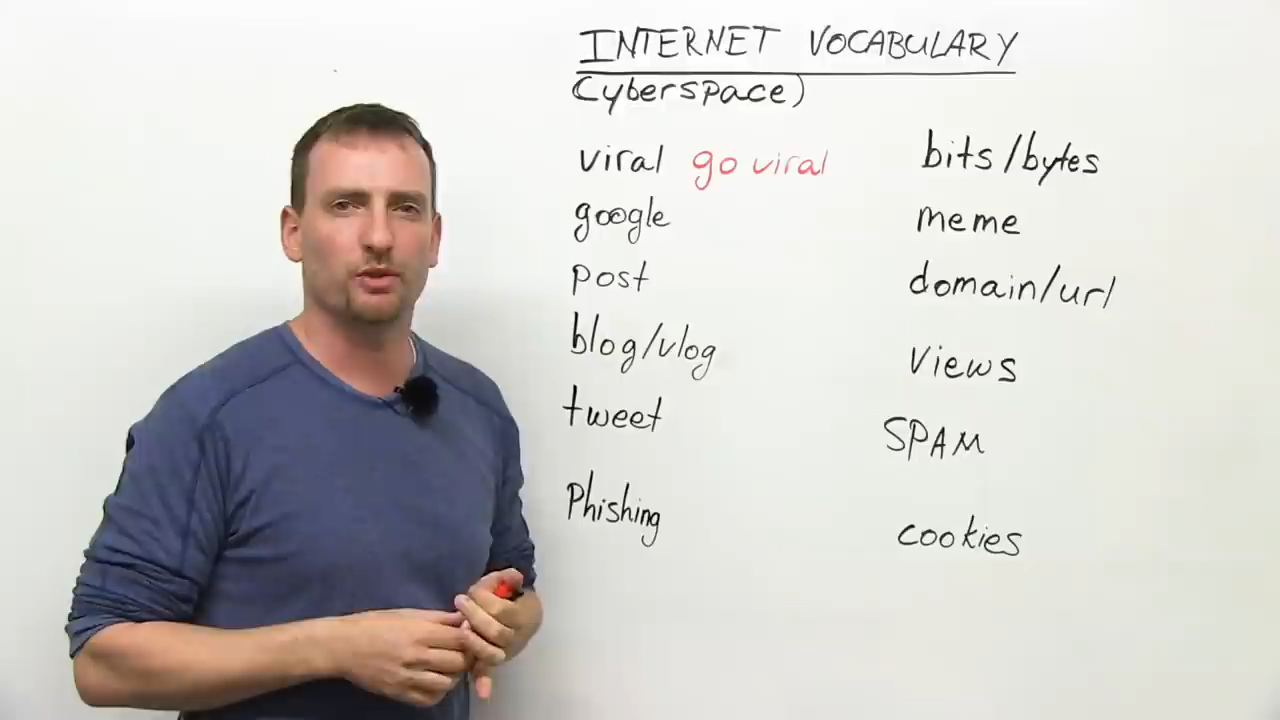 INTERNET VOCABULARY
(Cyberspace)
viral go viral
google
post
blog/vlog
tweet
Phishing
bits/bytes
meme
domain/url
Views
SPAM
cookies